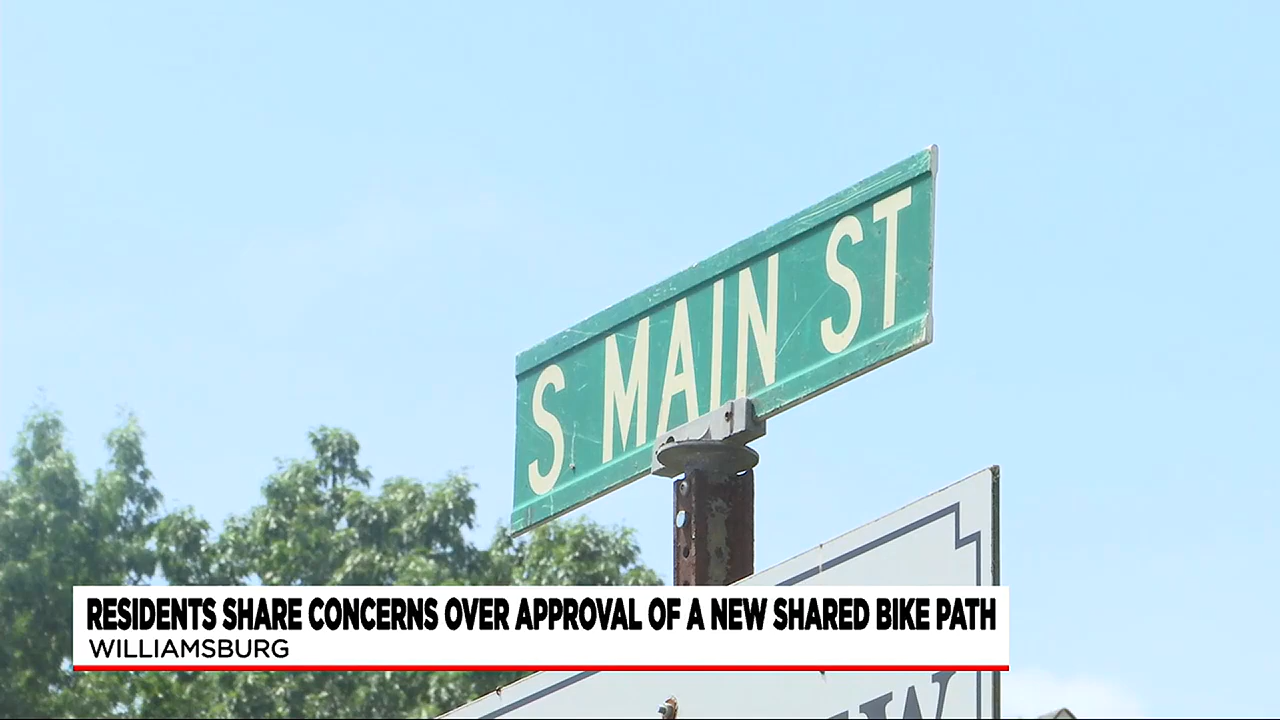 S MAIN ST
RESIDENTS SHARE CONCERNS OVER APPROVAL OF A NEW SHARED BIKE PATH
WILLIAMSBURG